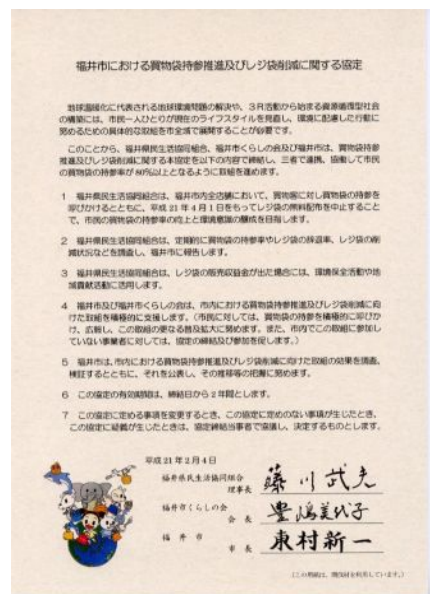 福井市における買物袋持参推進及びレジ袋削減に関する協定
地球温暖化に代表される地球環境問題の解決や、3R活動から始まる資源循環型社会
の構築には、市民一人ひとりが現在のライフスタイルを見直し、環境に配慮した行動に
努めるための具体的な取組を市全域で展開することが必要です。
このことから、福井県民生活協同組合、福井市くらしの会及び福井市は、買物袋持参
推進及びレジ袋削減に関する本協定を以下の内容で締結し、三者で連携、協働して市民
の買物袋の持参率が80%以上となるように取組を進めます。
1 福井県民生活協同組合は、福井市内全店舗において、買物客に対し買物袋の持参を
呼びかけるとともに、平成21年4月1日をもってレジ袋の無料配布を中止すること
で、市民の買物袋の持参率の向上と環境意識の醸成を目指します。
2 福井県民生活協同組合は、定期的に買物袋の持参率やレジ袋の辞退率、レジ袋の削
減状況などを調査し、福井市に報告します。
3 福井県民生活協同組合は、レジ袋の販売収益金が出た場合には、環境保全活動や地
域貢献活動に活用します。
4 福井市及び福井市くらしの会は、市内における買物袋持参推進及びレジ袋削減に向
けた取組を積極的に支援します。(市民に対しては、買物袋の持参を積極的に呼びか
け、広報し、この取組の更なる普及拡大に努めます。また、市内でこの取組に参加し
ていない事業者に対しては、協定の締結及び参加を促します。)
5 福井市は、市内における買物袋持参推進及びレジ袋削減に向けた取組の効果を調査、
検証するとともに、それを公表し、その推移等の把握に努めます。
6 この協定の有効期間は、締結日から2年間とします。
7 この協定に定める事項を変更するとき、この協定に定めのない事項が生じたとき、
この協定に疑義が生じたときは、協定締結当事者で協議し、決定するものとします。
平成21年2月4日
福井県民生活協同組合
理事長 藤川武夫
福井市くらしの会
会長 豊嶋美代子
福井市
市長 東村新一
(この用紙は、間伐材を利用しています。)